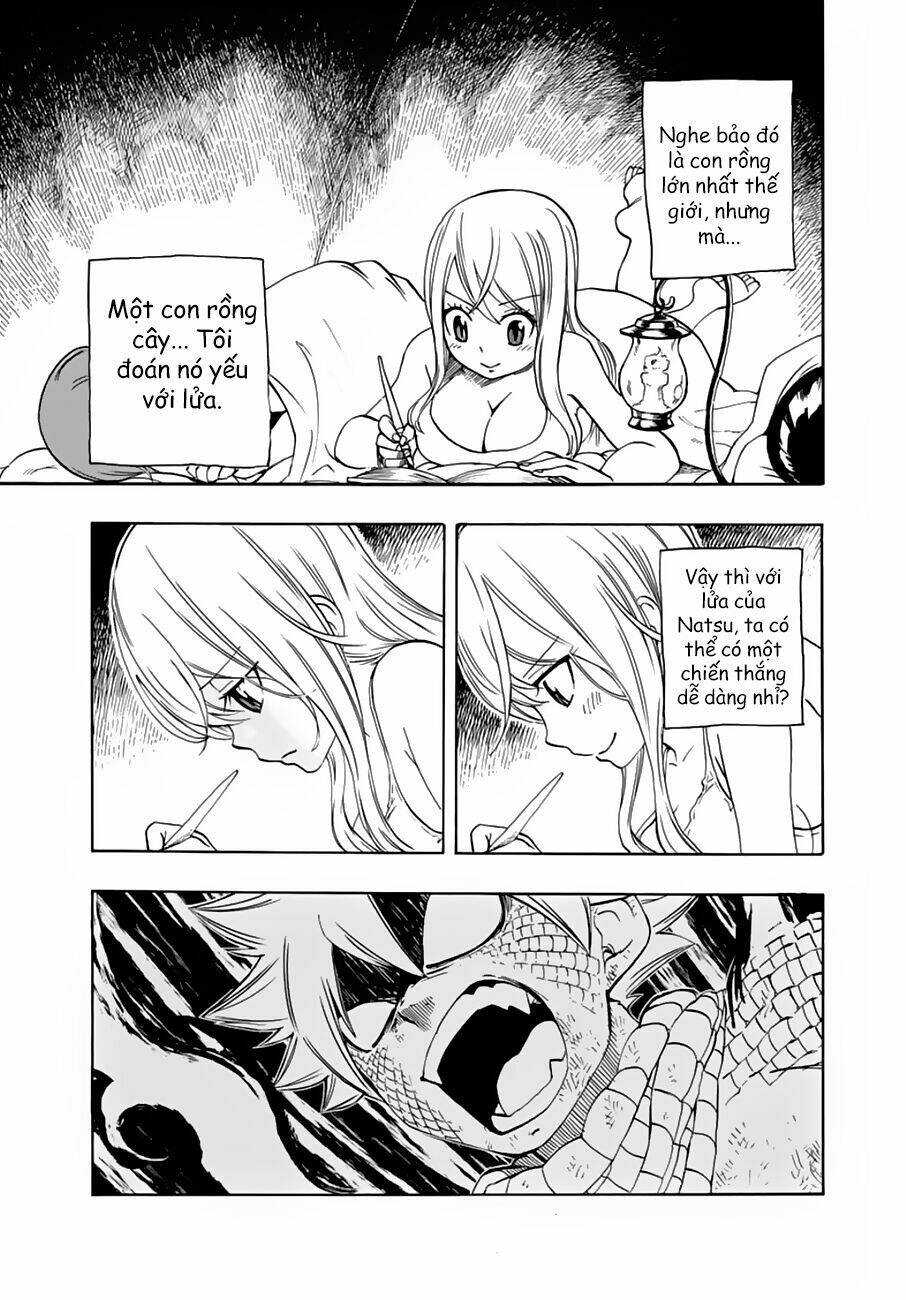 Nghe bảo đó
là con rồng
lớn nhất thế
giới, nhưng
mà...
Một con rồng
cây... Tôi
đoán nó yếu
với lửa.
Vậy thì với
lửa của
Natsu, ta có
thể có một
chiến thắng
dễ dàng nhỉ?